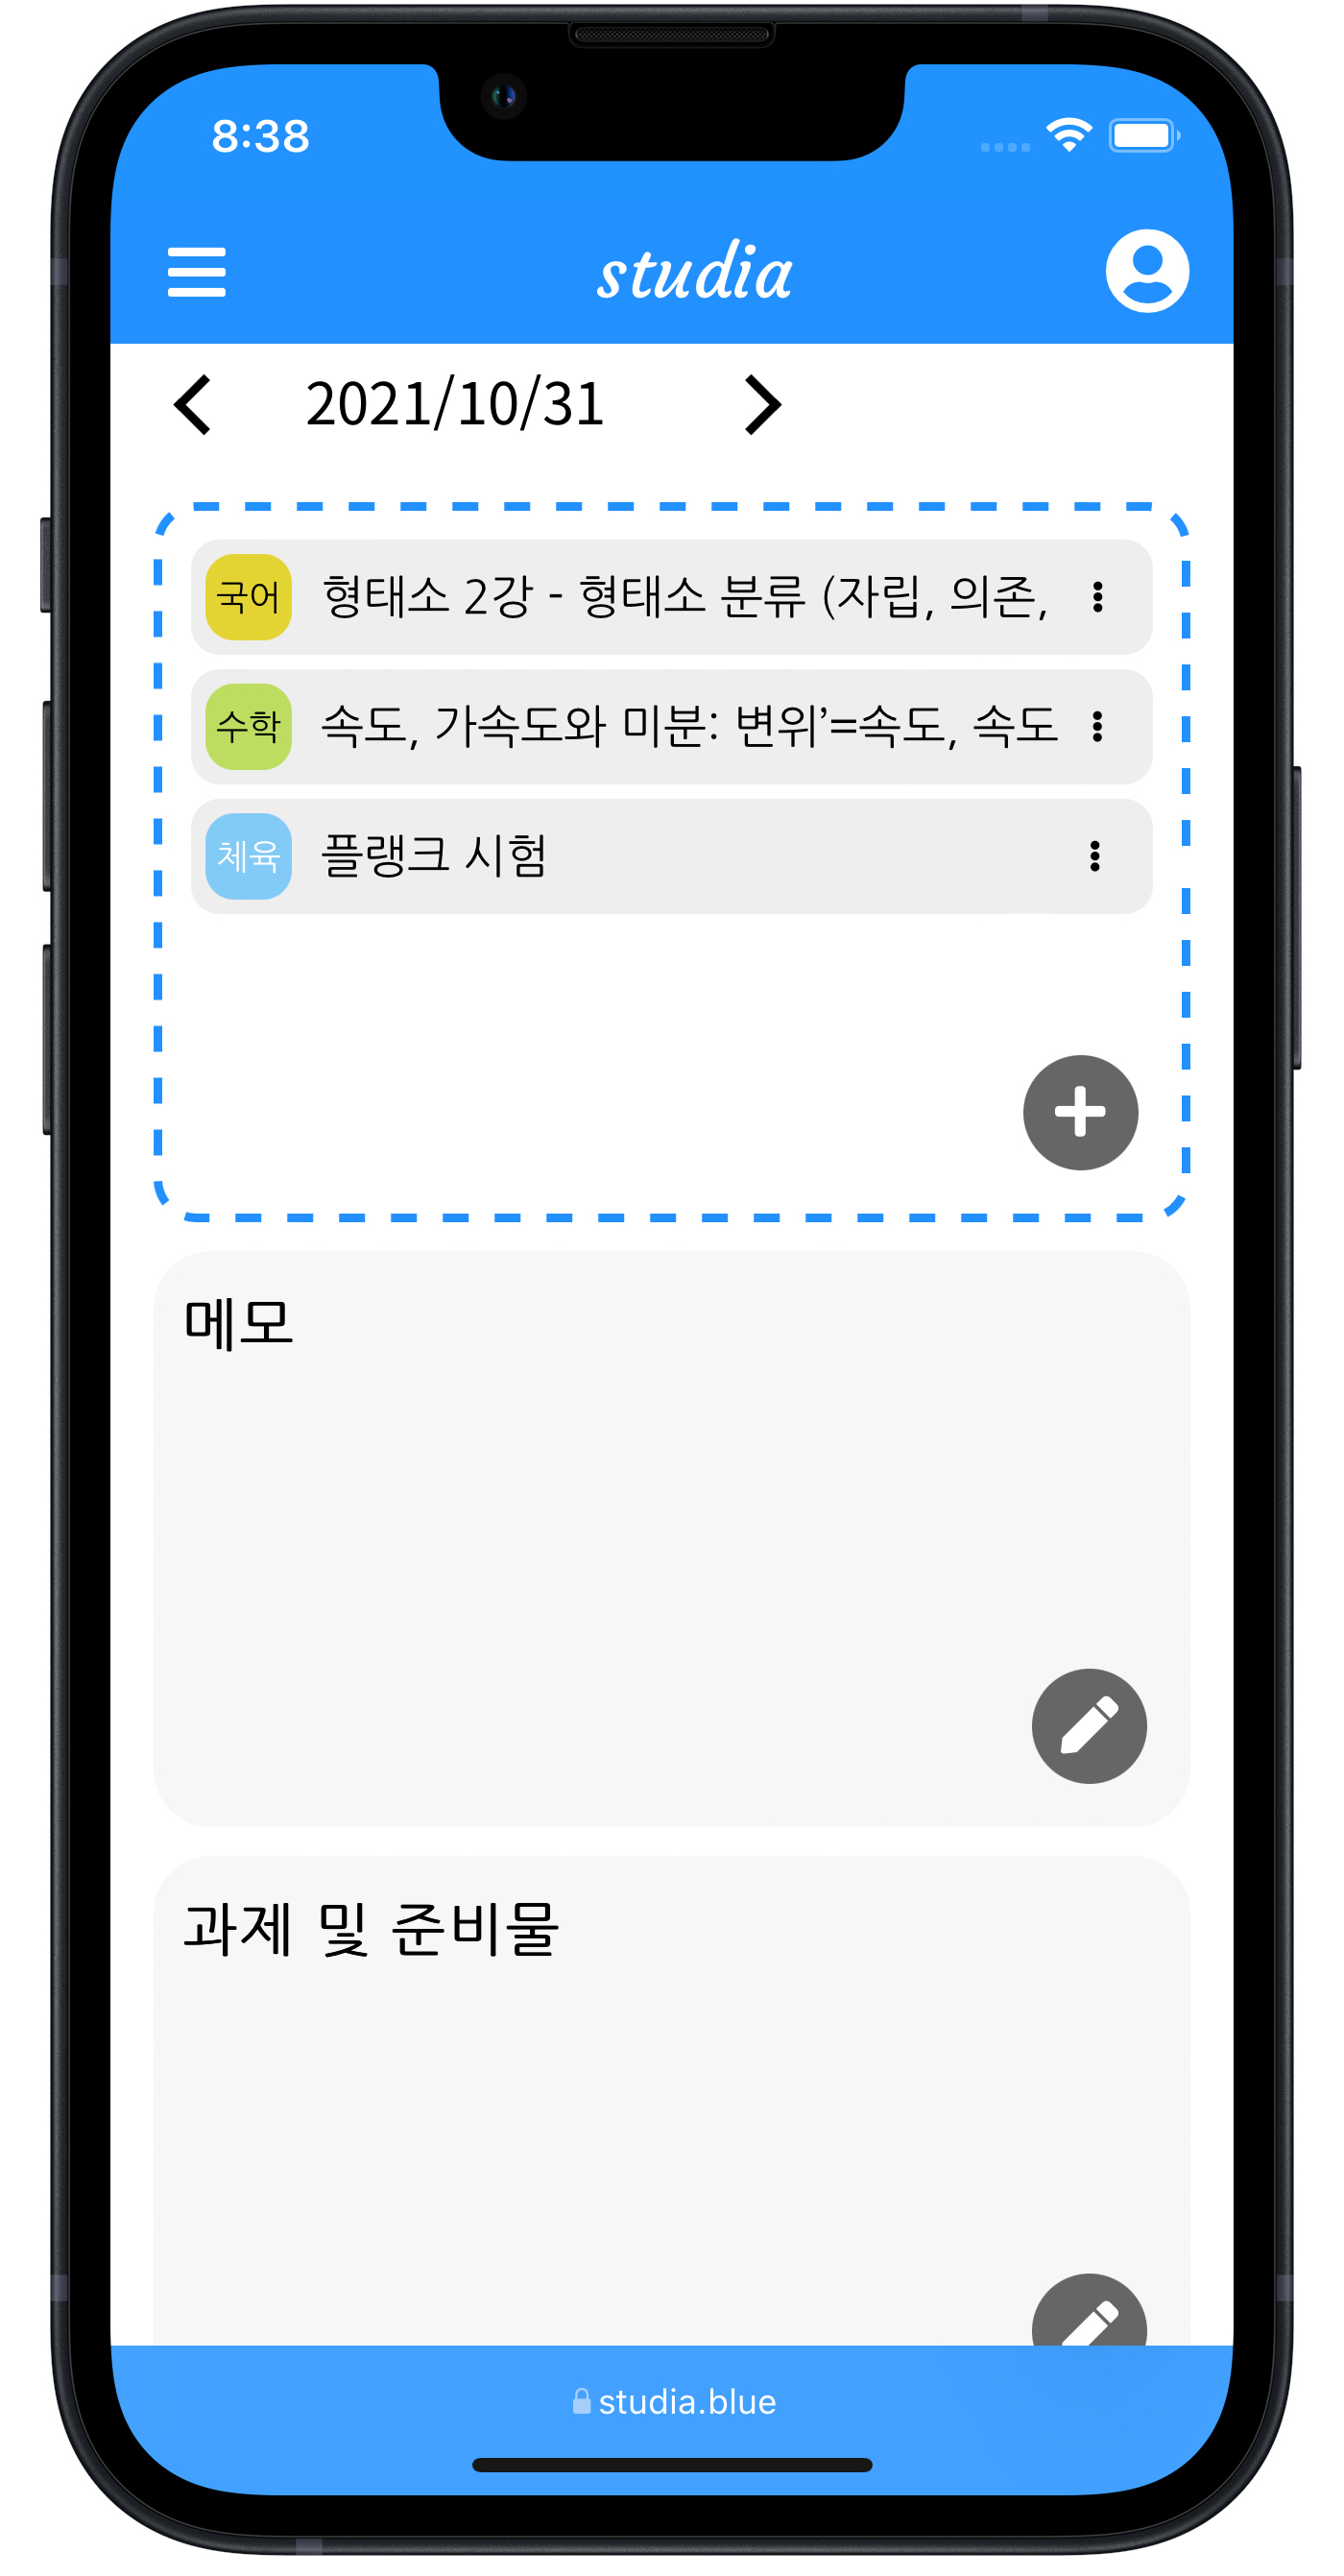 8:38
studia
2021/10/31
국어 형태소 2강 - 형태소 분류 (자립, 의존,
수학 속도, 가속도와 미분: 변위’=속도, 속도
체육 플랭크 시험
메모
과제 및 준비물
studia.blue